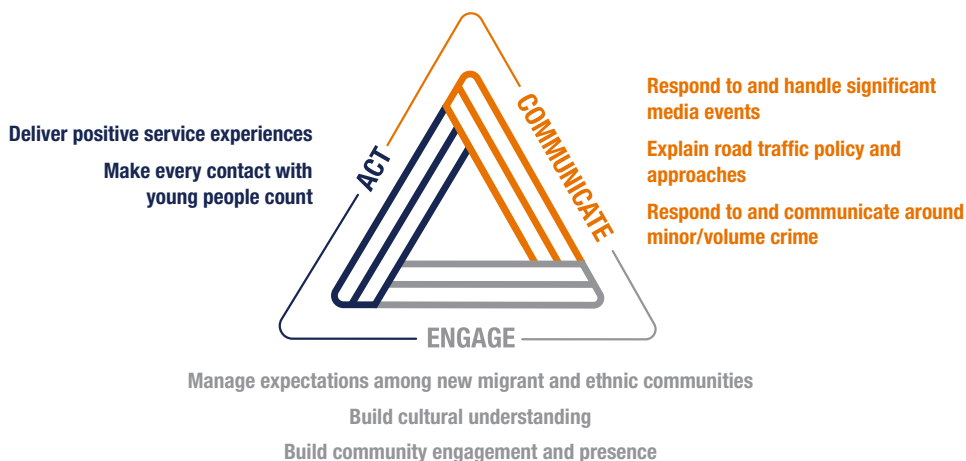 Deliver positive service experiences
Make every contact with
young people count
ACT
COMMUNICATE
Respond to and handle significant
media events
Explain road traffic policy and
approaches
Respond to and communicate around
minor/volume crime
ENGAGE
Manage expectations among new migrant and ethnic communities
Build cultural understanding
Build community engagement and presence